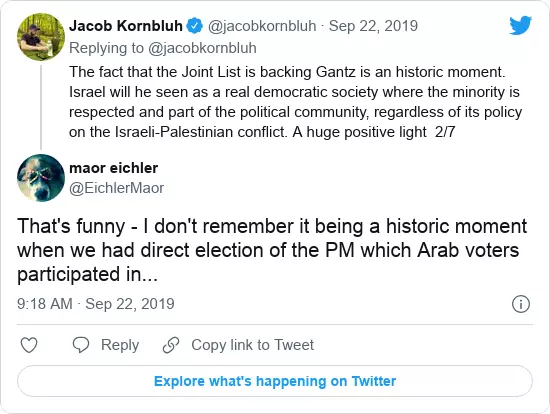 Jacob Kornbluh @jacobkornbluh · Sep 22, 2019
Replying to @jacobkornbluh
The fact that the Joint List is backing Gantz is an historic moment.
Israel will he seen as a real democratic society where the minority is
respected and part of the political community, regardless of its policy
on the Israeli-Palestinian conflict. A huge positive light 2/7
maor eichler
@EichlerMaor
That's funny - I don't remember it being a historic moment
when we had direct election of the PM which Arab voters
participated in...
9:18 AM · Sep 22, 2019
Reply Copy link to Tweet
Explore what's happening on Twitter